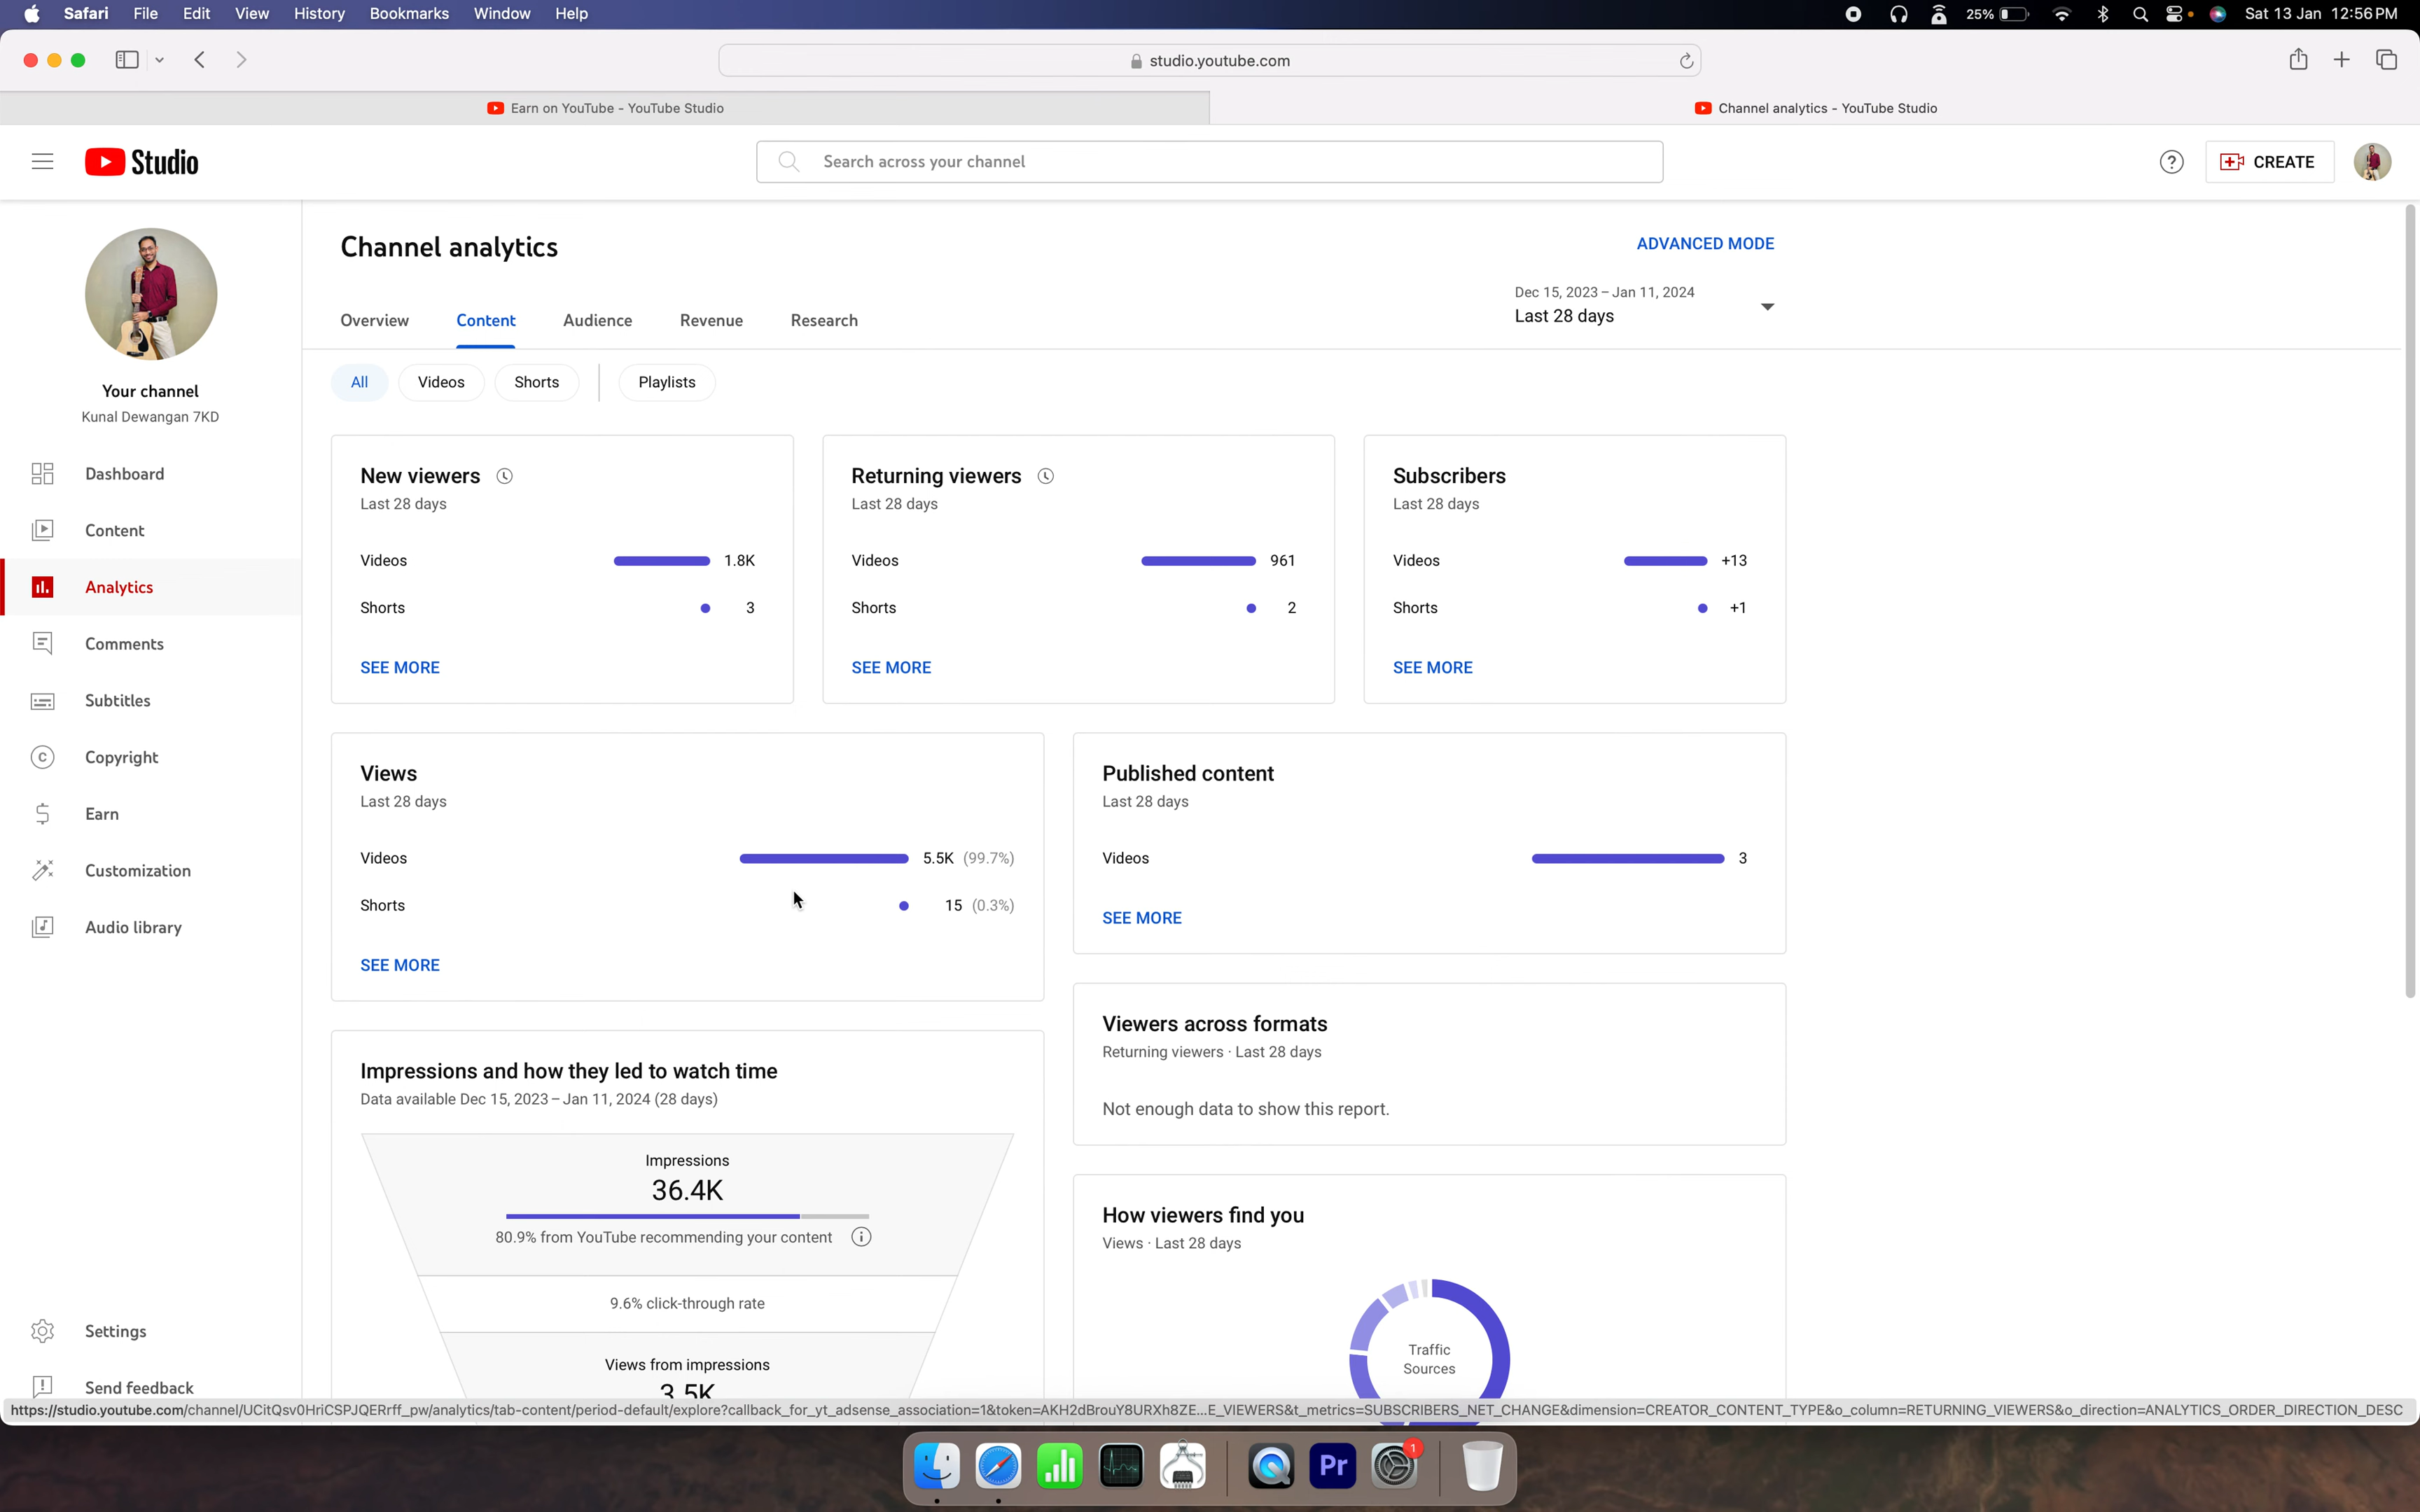 Safari File Edit View History Bookmarks Window Help 25% Sat 13 Jan 12:56 PM
studio.youtube.com
Earn on YouTube - YouTube Studio
Channel analytics - YouTube Studio
Studio
Search across your channel
CREATE
Your channel
Kunal Dewangan 7KD
Dashboard
Content
Analytics
Comments
Subtitles
Copyright
Earn
Customization
Audio library
Settings
Send feedback
Channel analytics
ADVANCED MODE
Dec 15, 2023 – Jan 11, 2024
Last 28 days
Overview Content Audience Revenue Research
All Videos Shorts Playlists
New viewers
Last 28 days
Videos 1.8K
Shorts 3
SEE MORE
Returning viewers
Last 28 days
Videos 961
Shorts 2
SEE MORE
Subscribers
Last 28 days
Videos +13
Shorts +1
SEE MORE
Views
Last 28 days
Videos 5.5K (99.7%)
Shorts 15 (0.3%)
SEE MORE
Published content
Last 28 days
Videos 3
SEE MORE
Viewers across formats
Returning viewers · Last 28 days
Not enough data to show this report.
Impressions and how they led to watch time
Data available Dec 15, 2023 – Jan 11, 2024 (28 days)
Impressions
36.4K
80.9% from YouTube recommending your content
9.6% click-through rate
Views from impressions
3.5K
How viewers find you
Views · Last 28 days
Traffic
Sources
https://studio.youtube.com/channel/UCitQsv0HriCSPJQERrff_pw/analytics/tab-content/period-default/explore?callback_for_yt_adsense_association=1&token=AKH2dBrouY8URXh8ZE...E_VIEWERS&t_metrics=SUBSCRIBERS_NET_CHANGE&dimension=CREATOR_CONTENT_TYPE&o_column=RETURNING_VIEWERS&o_direction=ANALYTICS_ORDER_DIRECTION_DESC
Pr
1